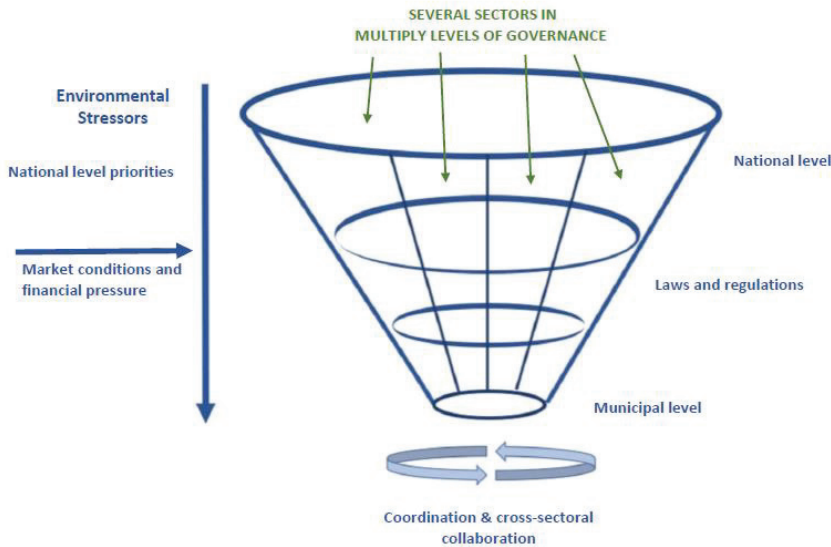 SEVERAL SECTORS IN
MULTIPLY LEVELS OF GOVERNANCE
Environmental
Stressors
National level priorities
National level
Market conditions and
financial pressure
Laws and regulations
Municipal level
Coordination & cross-sectoral
collaboration